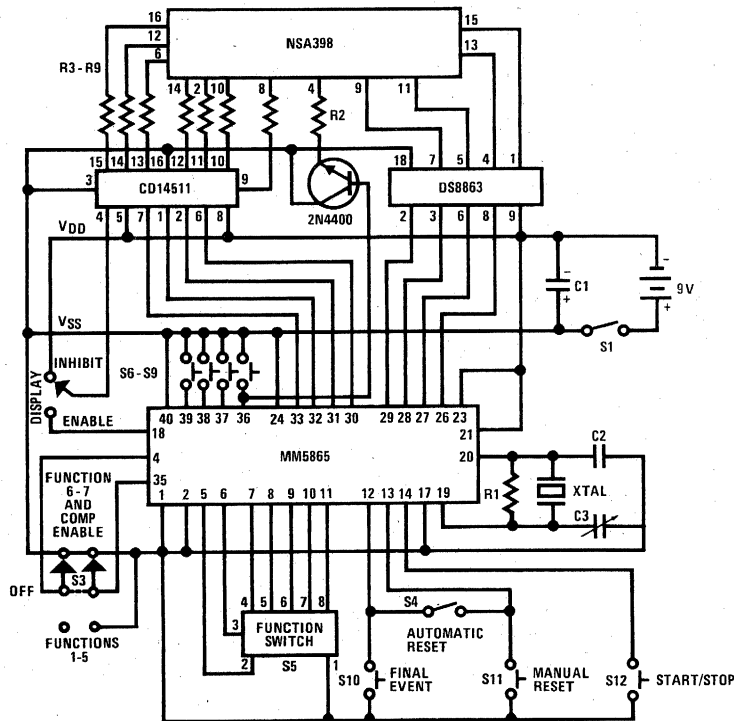 16
12
6
R3-R9
NSA398
15
13
14 2 10 8 4 9 11
R2
15 14 13 16 12 11 10
3 CD14511 9
4 5 7 1 2 6 8
2N4400
18 7 5 4 1
DS8863
2 3 6 8 9
VDD
C1
-
+
-
+
9V
VSS
S1
INHIBIT
DISPLAY
ENABLE
S6-S9
40 39 38 37 36 24 33 32 31 30 29 28 27 26 23
18
4
35
MM5865
21
20
1 2 5 6 7 8 9 10 11 12 13 14 17 19
C2
R1
XTAL
C3
FUNCTION
6-7
AND
COMP
ENABLE
OFF
S3
FUNCTIONS
1-5
4 5 6 7 8
3 FUNCTION
SWITCH
2 S5 1
S4
AUTOMATIC
RESET
S10 FINAL
EVENT
S11 MANUAL
RESET
S12 START/STOP